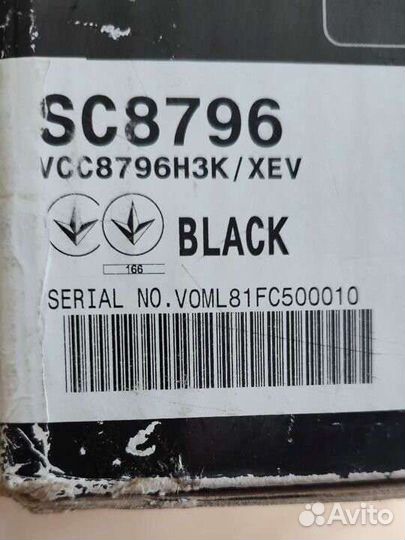 SC8796
VCC8796H3K/XEV
BLACK
166
SERIAL NO.V0ML81FC500010
Avito